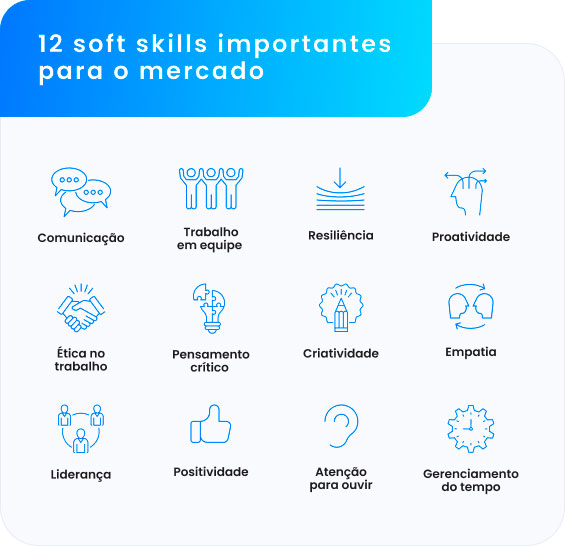 12 soft skills importantes
para o mercado
Comunicação
Trabalho
em equipe
Resiliência
Proatividade
Ética no
trabalho
Pensamento
crítico
Criatividade
Empatia
Liderança
Positividade
Atenção
para ouvir
Gerenciamento
do tempo